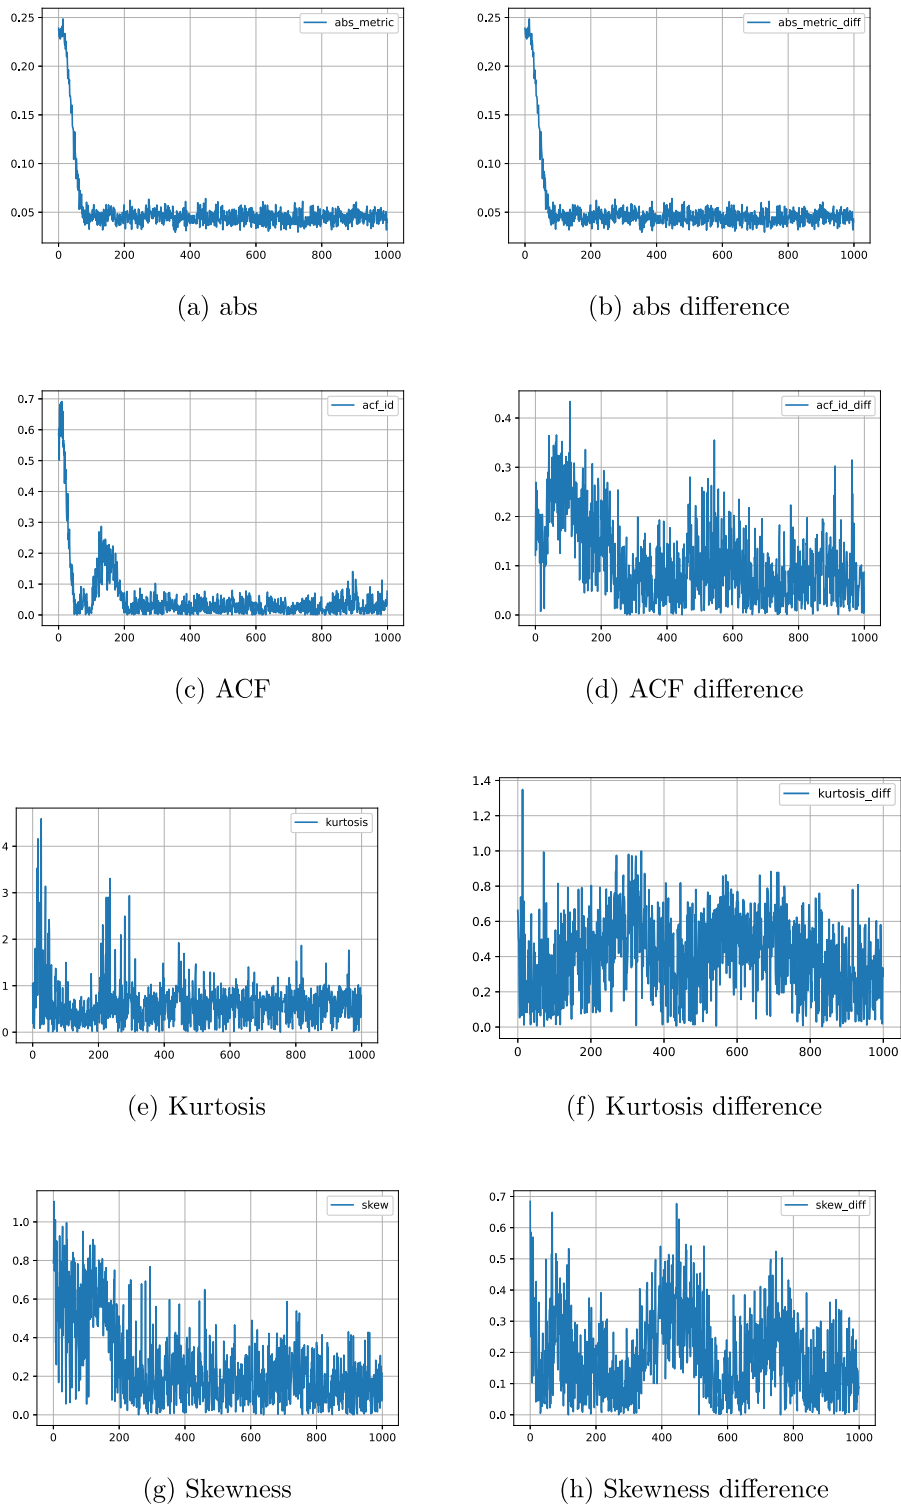 abs_metric
0.25
0.20
0.15
0.10
0.05
0 200 400 600 800 1000
(a) abs
abs_metric_diff
0.25
0.20
0.15
0.10
0.05
0 200 400 600 800 1000
(b) abs difference
acf_id
0.7
0.6
0.5
0.4
0.3
0.2
0.1
0.0
0 200 400 600 800 1000
(c) ACF
acf_id_diff
0.4
0.3
0.2
0.1
0.0
0 200 400 600 800 1000
(d) ACF difference
kurtosis
4
3
2
1
0
0 200 400 600 800 1000
(e) Kurtosis
kurtosis_diff
1.4
1.2
1.0
0.8
0.6
0.4
0.2
0.0
0 200 400 600 800 1000
(f) Kurtosis difference
skew
1.0
0.8
0.6
0.4
0.2
0.0
0 200 400 600 800 1000
(g) Skewness
skew_diff
0.7
0.6
0.5
0.4
0.3
0.2
0.1
0.0
0 200 400 600 800 1000
(h) Skewness difference